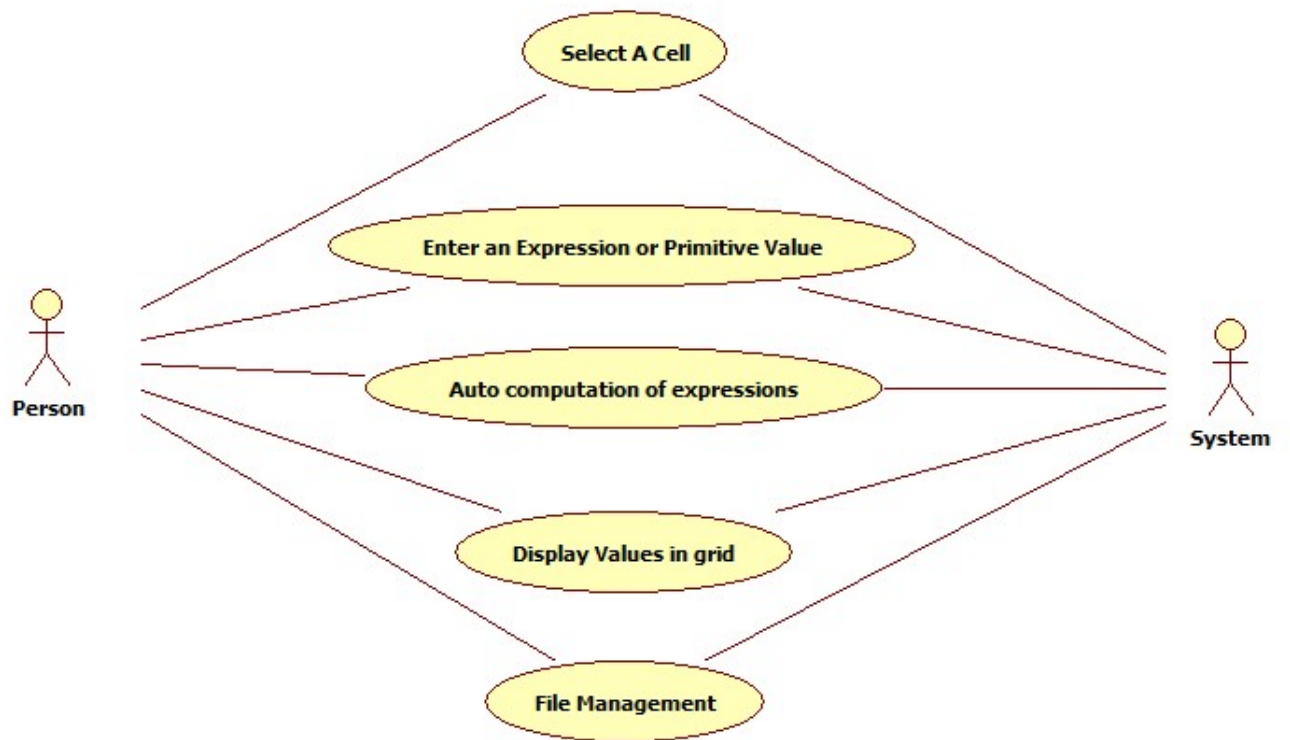 Select A Cell
Enter an Expression or Primitive Value
Auto computation of expressions
Person
System
Display Values in grid
File Management